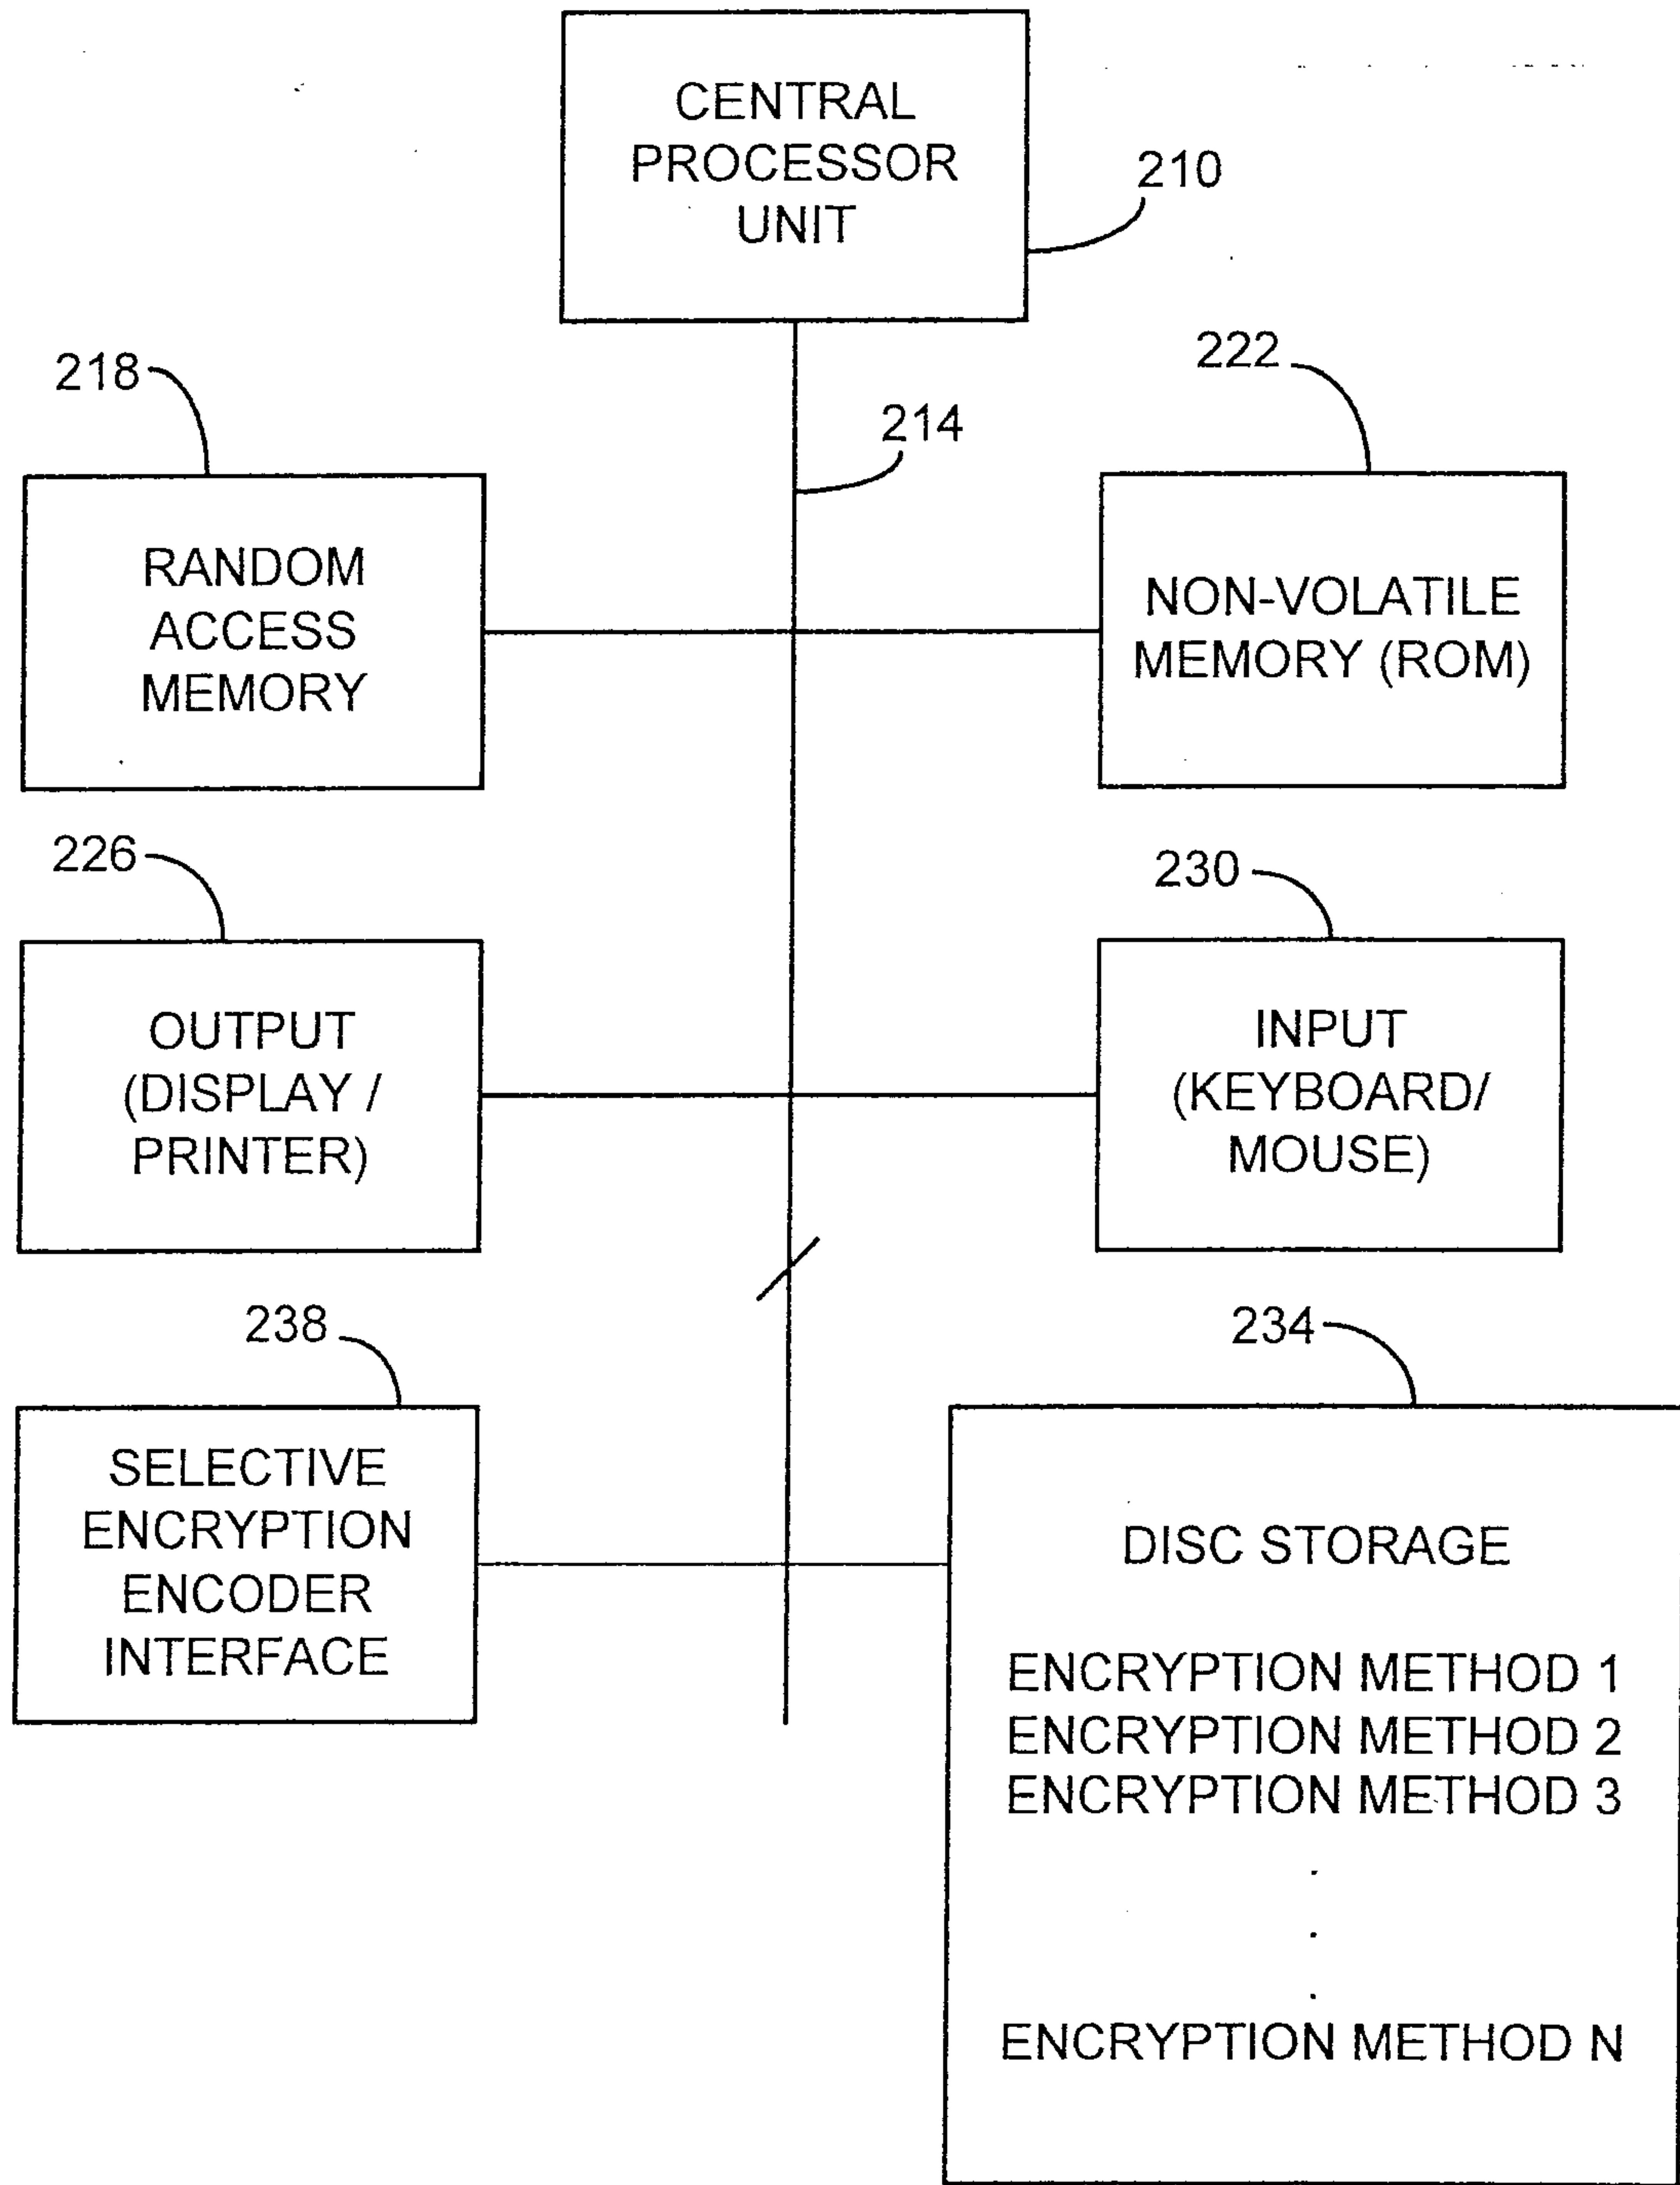 CENTRAL
PROCESSOR
UNIT
210
218
222
214
RANDOM
ACCESS
MEMORY
NON-VOLATILE
MEMORY (ROM)
226
230
OUTPUT
(DISPLAY /
PRINTER)
INPUT
(KEYBOARD/
MOUSE)
238
234
SELECTIVE
ENCRYPTION
ENCODER
INTERFACE
DISC STORAGE
ENCRYPTION METHOD 1
ENCRYPTION METHOD 2
ENCRYPTION METHOD 3
.
.
.
ENCRYPTION METHOD N